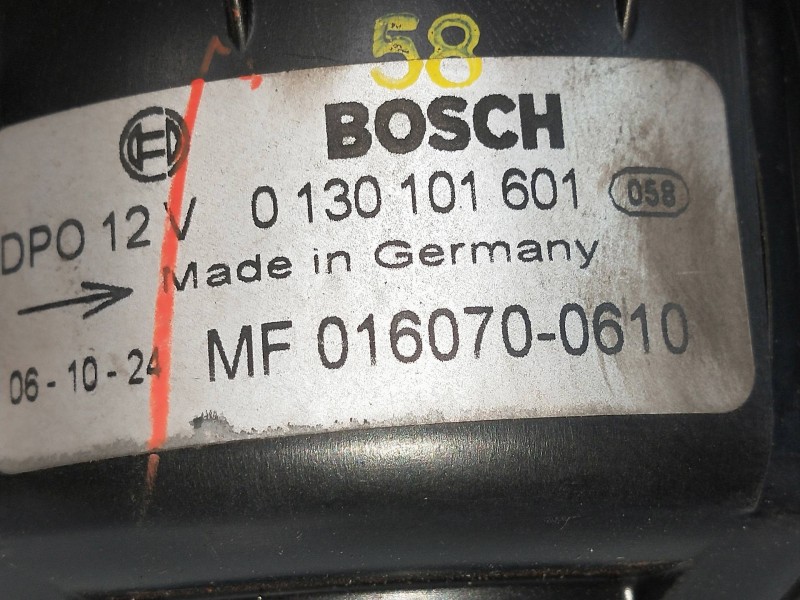 58
BOSCH
DPO 12 V 0 130 101 601 058
Made in Germany
06-10-24 MF 016070-0610